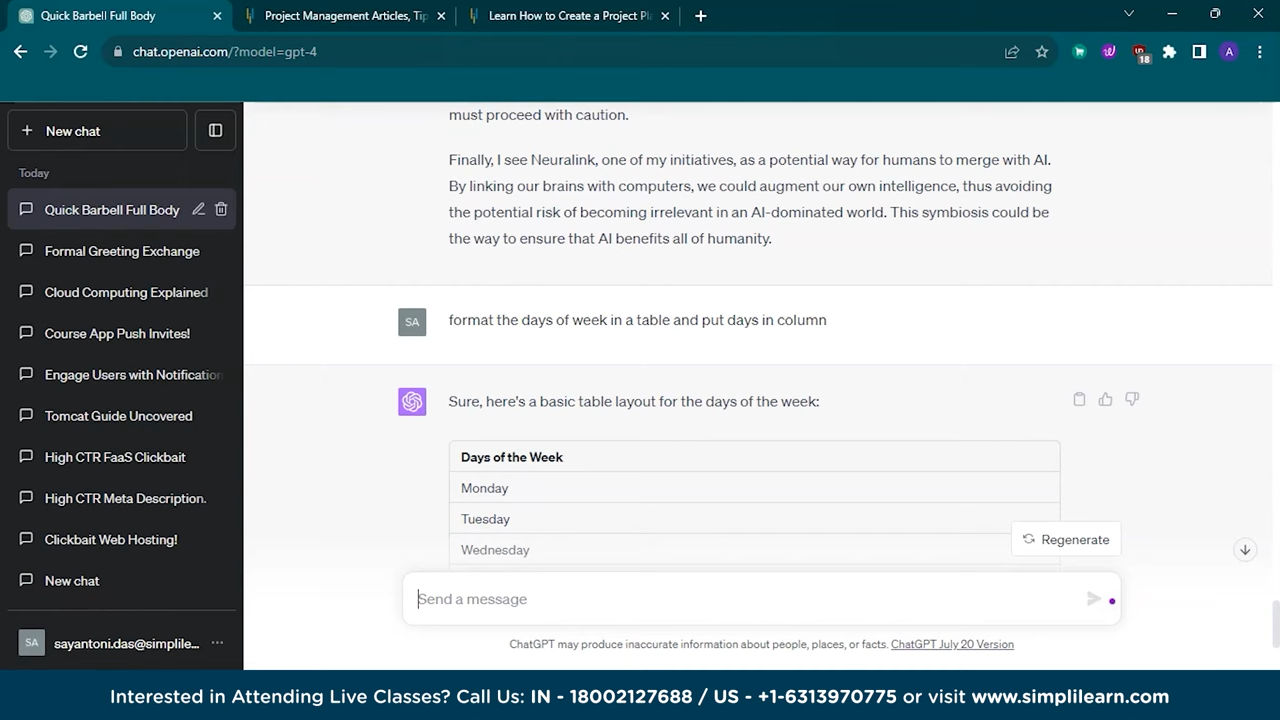 Quick Barbell Full Body
Project Management Articles, Tip
Learn How to Create a Project Pla
chat.openai.com/?model=gpt-4
18
A
New chat
Today
Quick Barbell Full Body
Formal Greeting Exchange
Cloud Computing Explained
Course App Push Invites!
Engage Users with Notification
Tomcat Guide Uncovered
High CTR FaaS Clickbait
High CTR Meta Description.
Clickbait Web Hosting!
New chat
SA
sayantoni.das@simplile...
must proceed with caution.
Finally, I see Neuralink, one of my initiatives, as a potential way for humans to merge with AI.
By linking our brains with computers, we could augment our own intelligence, thus avoiding
the potential risk of becoming irrelevant in an AI-dominated world. This symbiosis could be
the way to ensure that AI benefits all of humanity.
SA
format the days of week in a table and put days in column
Sure, here's a basic table layout for the days of the week:
Days of the Week
Monday
Tuesday
Wednesday
Regenerate
Send a message
ChatGPT may produce inaccurate information about people, places, or facts. ChatGPT July 20 Version
Interested in Attending Live Classes? Call Us: IN - 18002127688 / US - +1-6313970775 or visit www.simplilearn.com